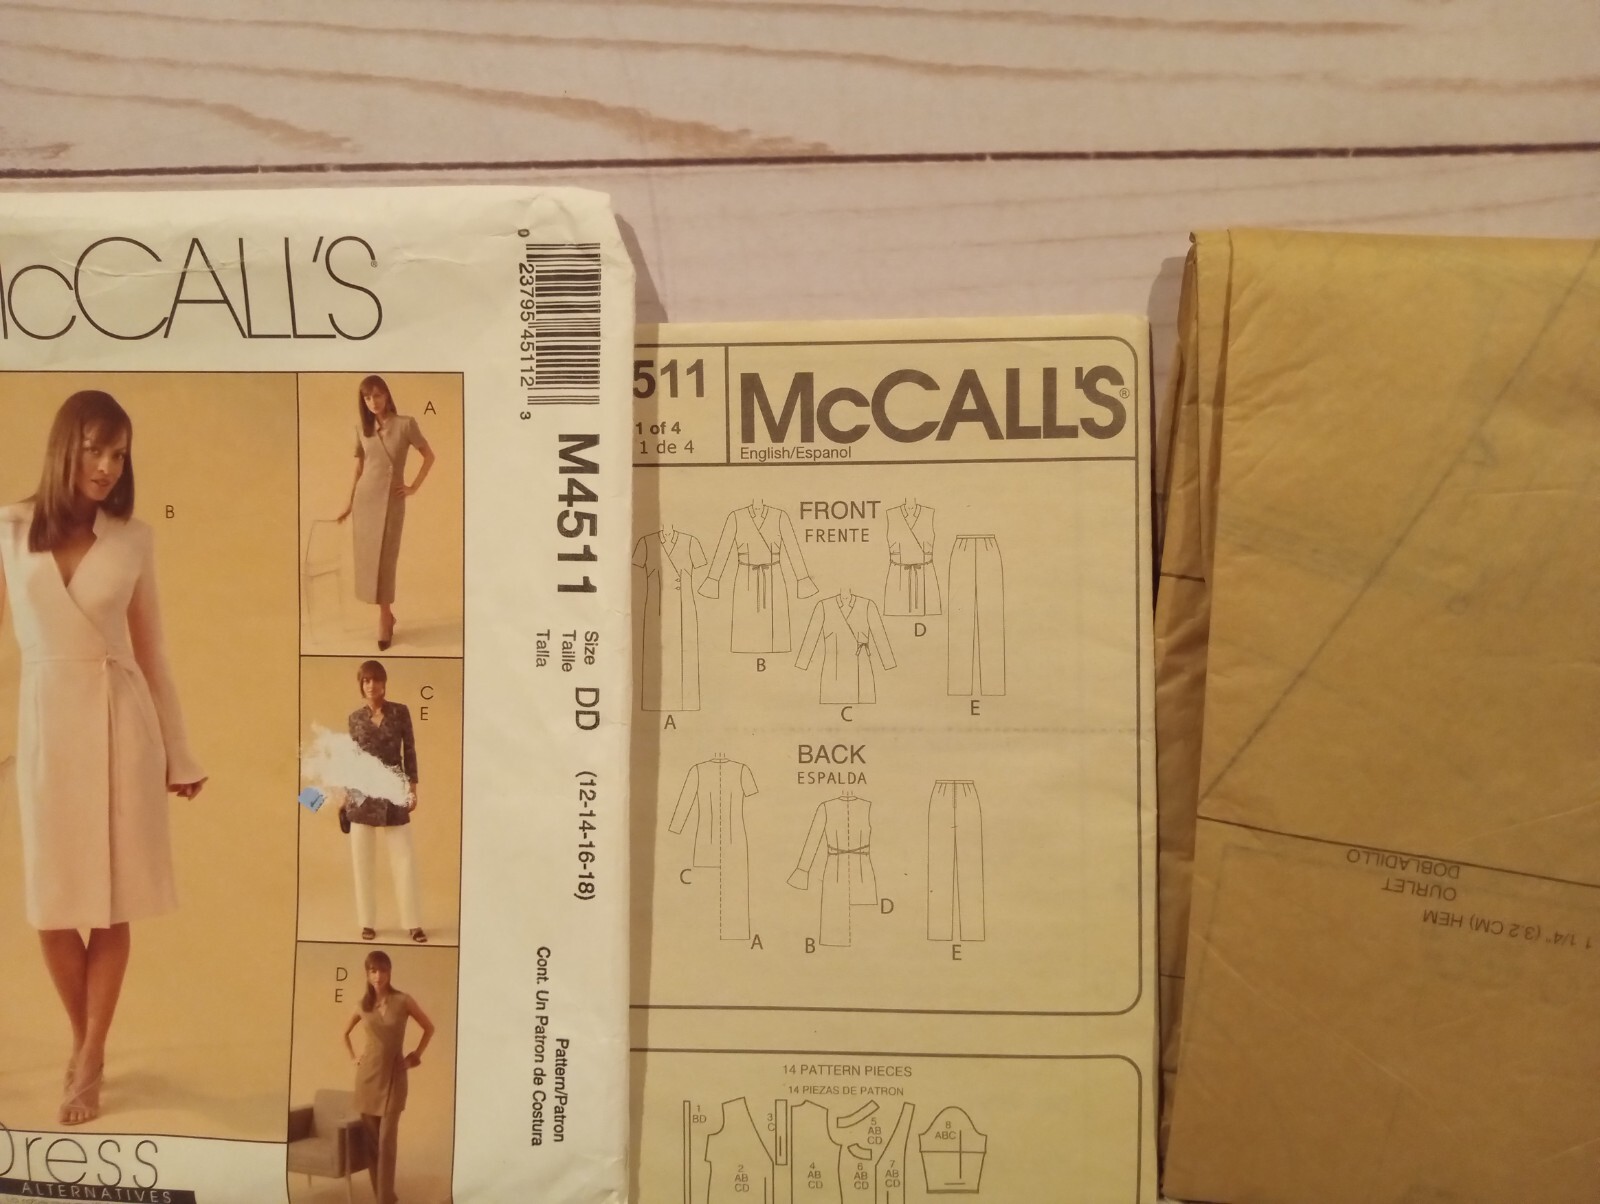 McCALL'S®
B
A
C
E
D
E
Dress
ALTERNATIVES
0 23795 45112 3
M4511
Size
Taille
Talla
DD
(12-14-16-18)
Pattern/Patron
Cont. Un Patron de Costura
511
1 of 4
1 de 4
McCALL'S®
English/Espanol
FRONT
FRENTE
A
B
C
D
E
BACK
ESPALDA
C
A
B
D
E
14 PATTERN PIECES
14 PIEZAS DE PATRON
1
BD
2
AB
CD
3
C
4
AB
CD
5
AB
CD
6
AB
CD
7
AB
CD
8
ABC
1 1/4" (3.2 CM) HEM
OURLET
DOBLADILLO